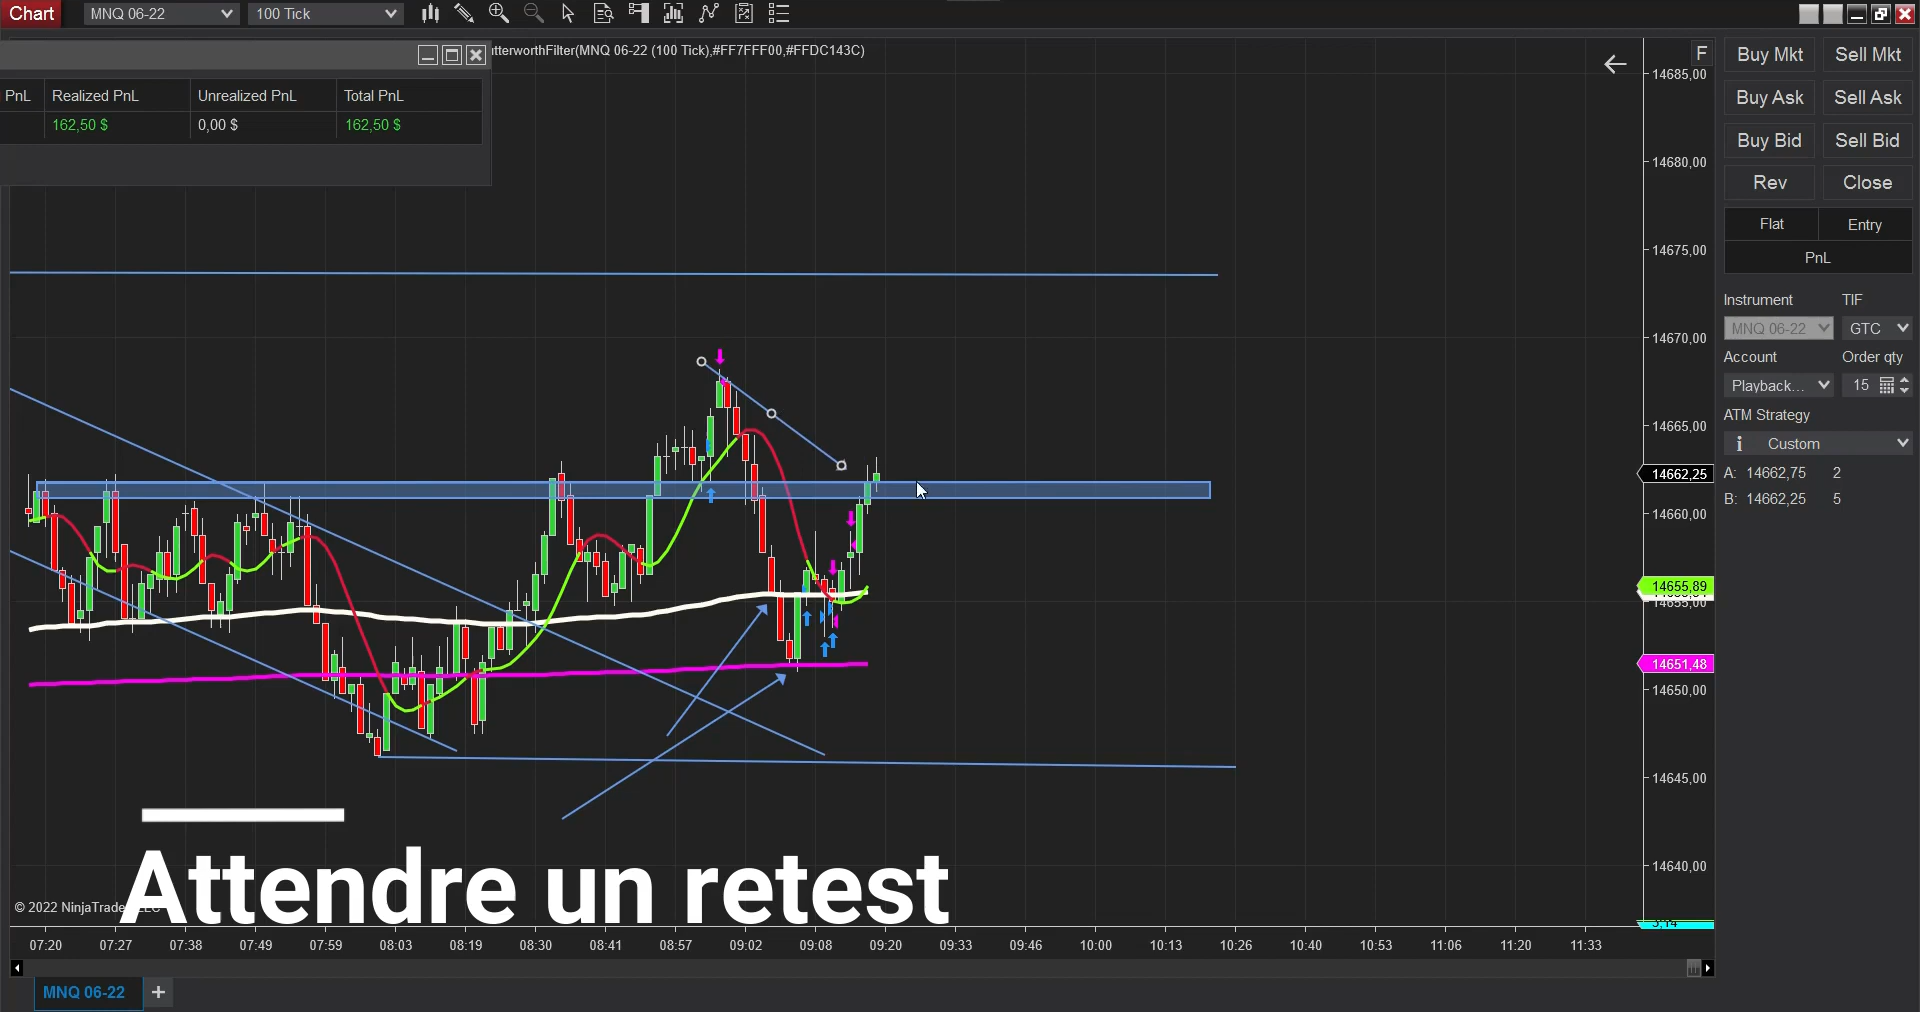 Chart MNQ 06-22 100 Tick
utterworthFilter(MNQ 06-22 (100 Tick),#FF7FFF00,#FFDC143C)
PnL Realized PnL Unrealized PnL Total PnL
162,50 $ 0,00 $ 162,50 $
F
14685,00
14680,00
14675,00
14670,00
14665,00
14662,25
14660,00
14655,89
14655,00
14651,48
14650,00
14645,00
14640,00
Buy Mkt Sell Mkt
Buy Ask Sell Ask
Buy Bid Sell Bid
Rev Close
Flat Entry
PnL
Instrument TIF
MNQ 06-22 GTC
Account Order qty
Playback... 15
ATM Strategy
i Custom
A: 14662,75 2
B: 14662,25 5
Attendre un retest
© 2022 NinjaTrader, LLC
07:20 07:27 07:38 07:49 07:59 08:03 08:19 08:30 08:41 08:57 09:02 09:08 09:20 09:33 09:46 10:00 10:13 10:26 10:40 10:53 11:06 11:20 11:33
MNQ 06-22 +